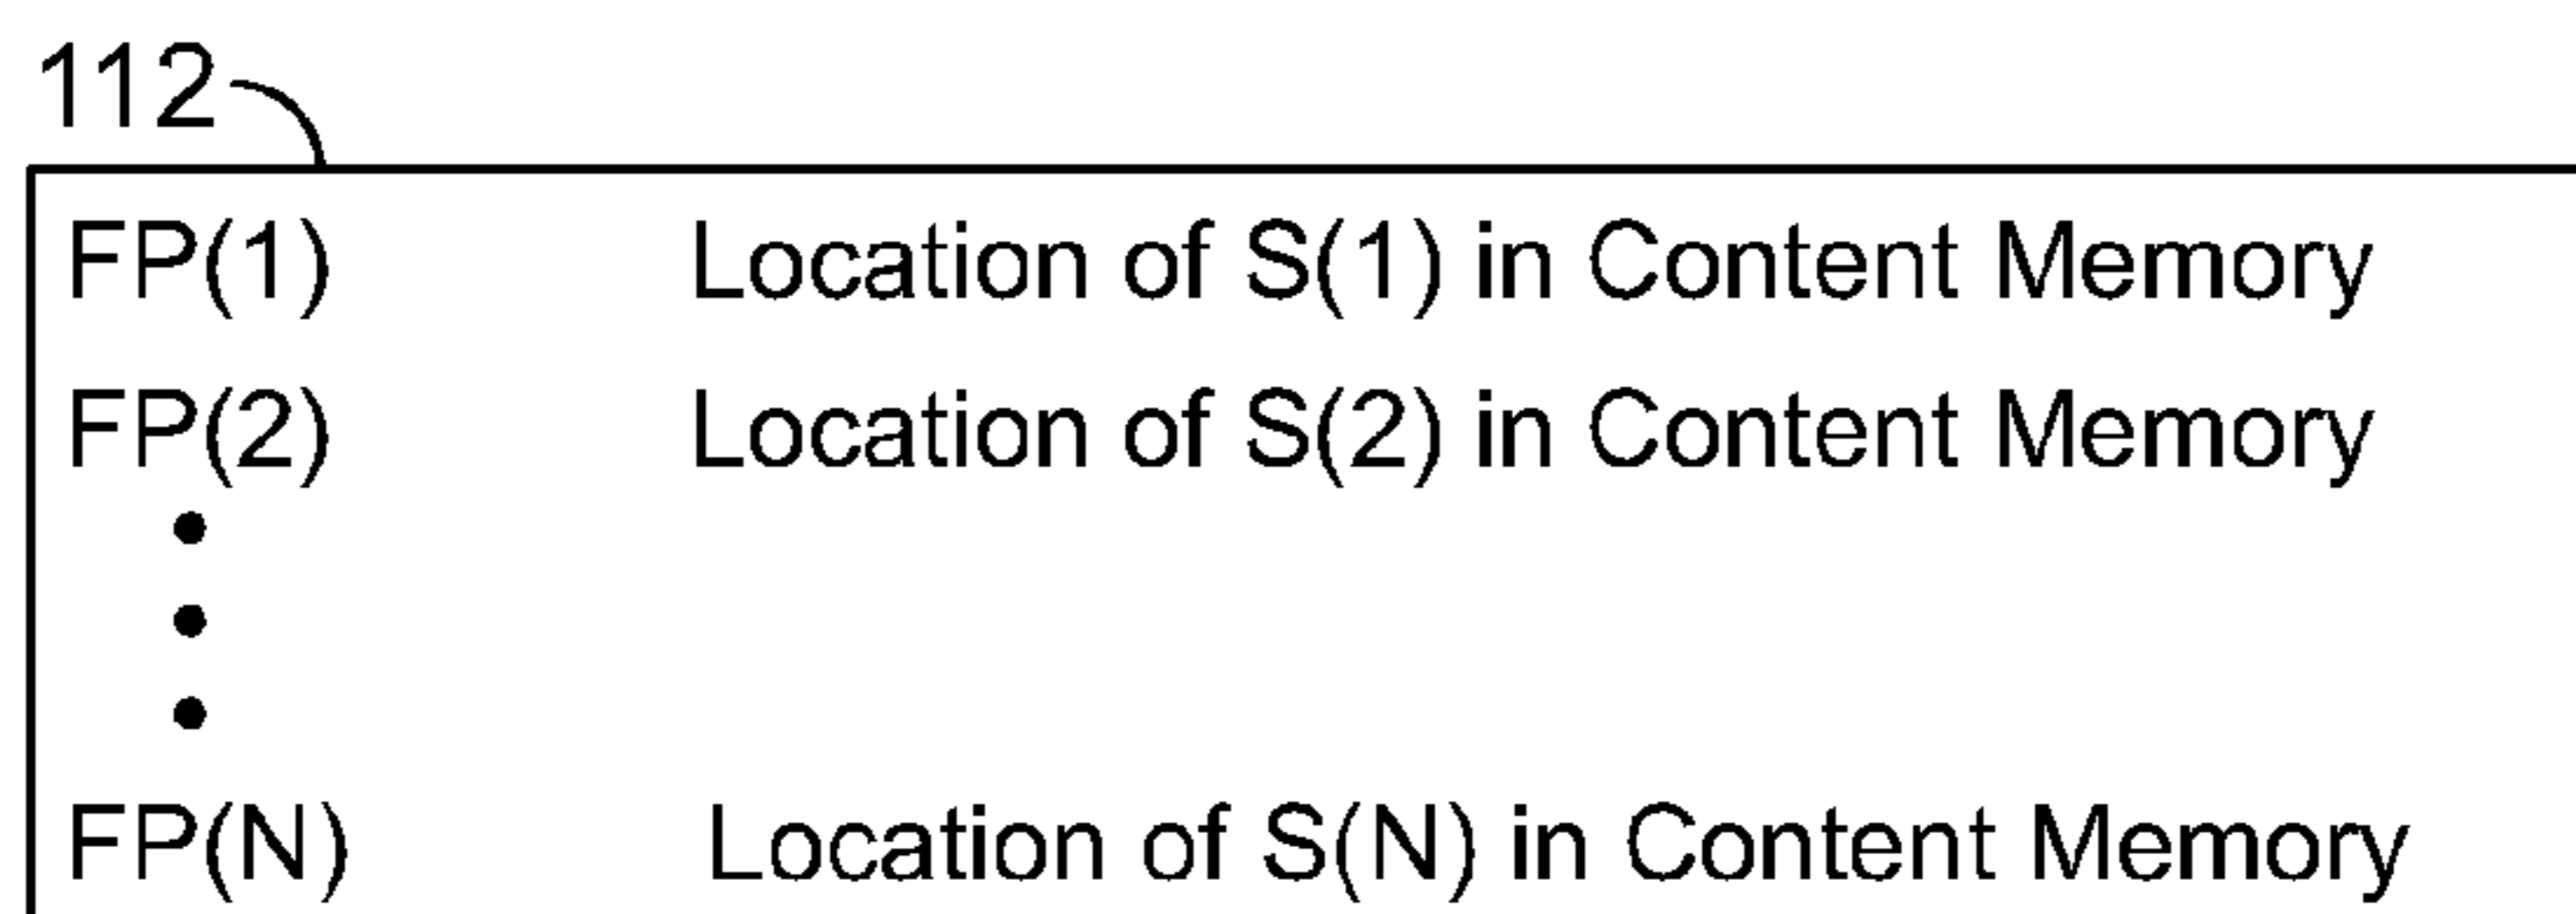 112
FP(1) Location of S(1) in Content Memory
FP(2) Location of S(2) in Content Memory
FP(N) Location of S(N) in Content Memory